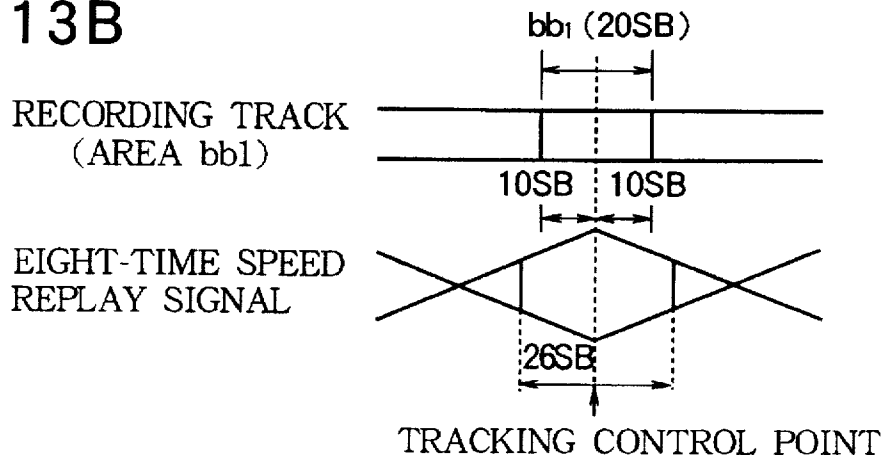 13B
bb₁ (20SB)
RECORDING TRACK
(AREA bb1)
10SB 10SB
EIGHT-TIME SPEED
REPLAY SIGNAL
26SB
TRACKING CONTROL POINT